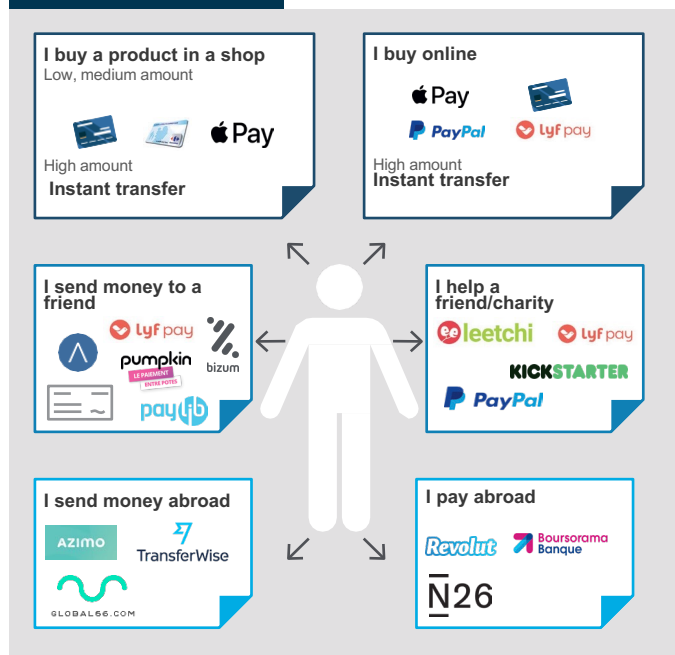 I buy a product in a shop
Low, medium amount
Pay
High amount
Instant transfer
I buy online
Pay
PayPal
Lyf pay
High amount
Instant transfer
I send money to a
friend
Lyf pay
pumpkin
LE PAIEMENT
ENTRE POTES
bizum
paylib
I help a
friend/charity
leetchi
Lyf pay
KICKSTARTER
PayPal
I send money abroad
AZIMO
TransferWise
GLOBAL66.COM
I pay abroad
Revolut
Boursorama
Banque
N26